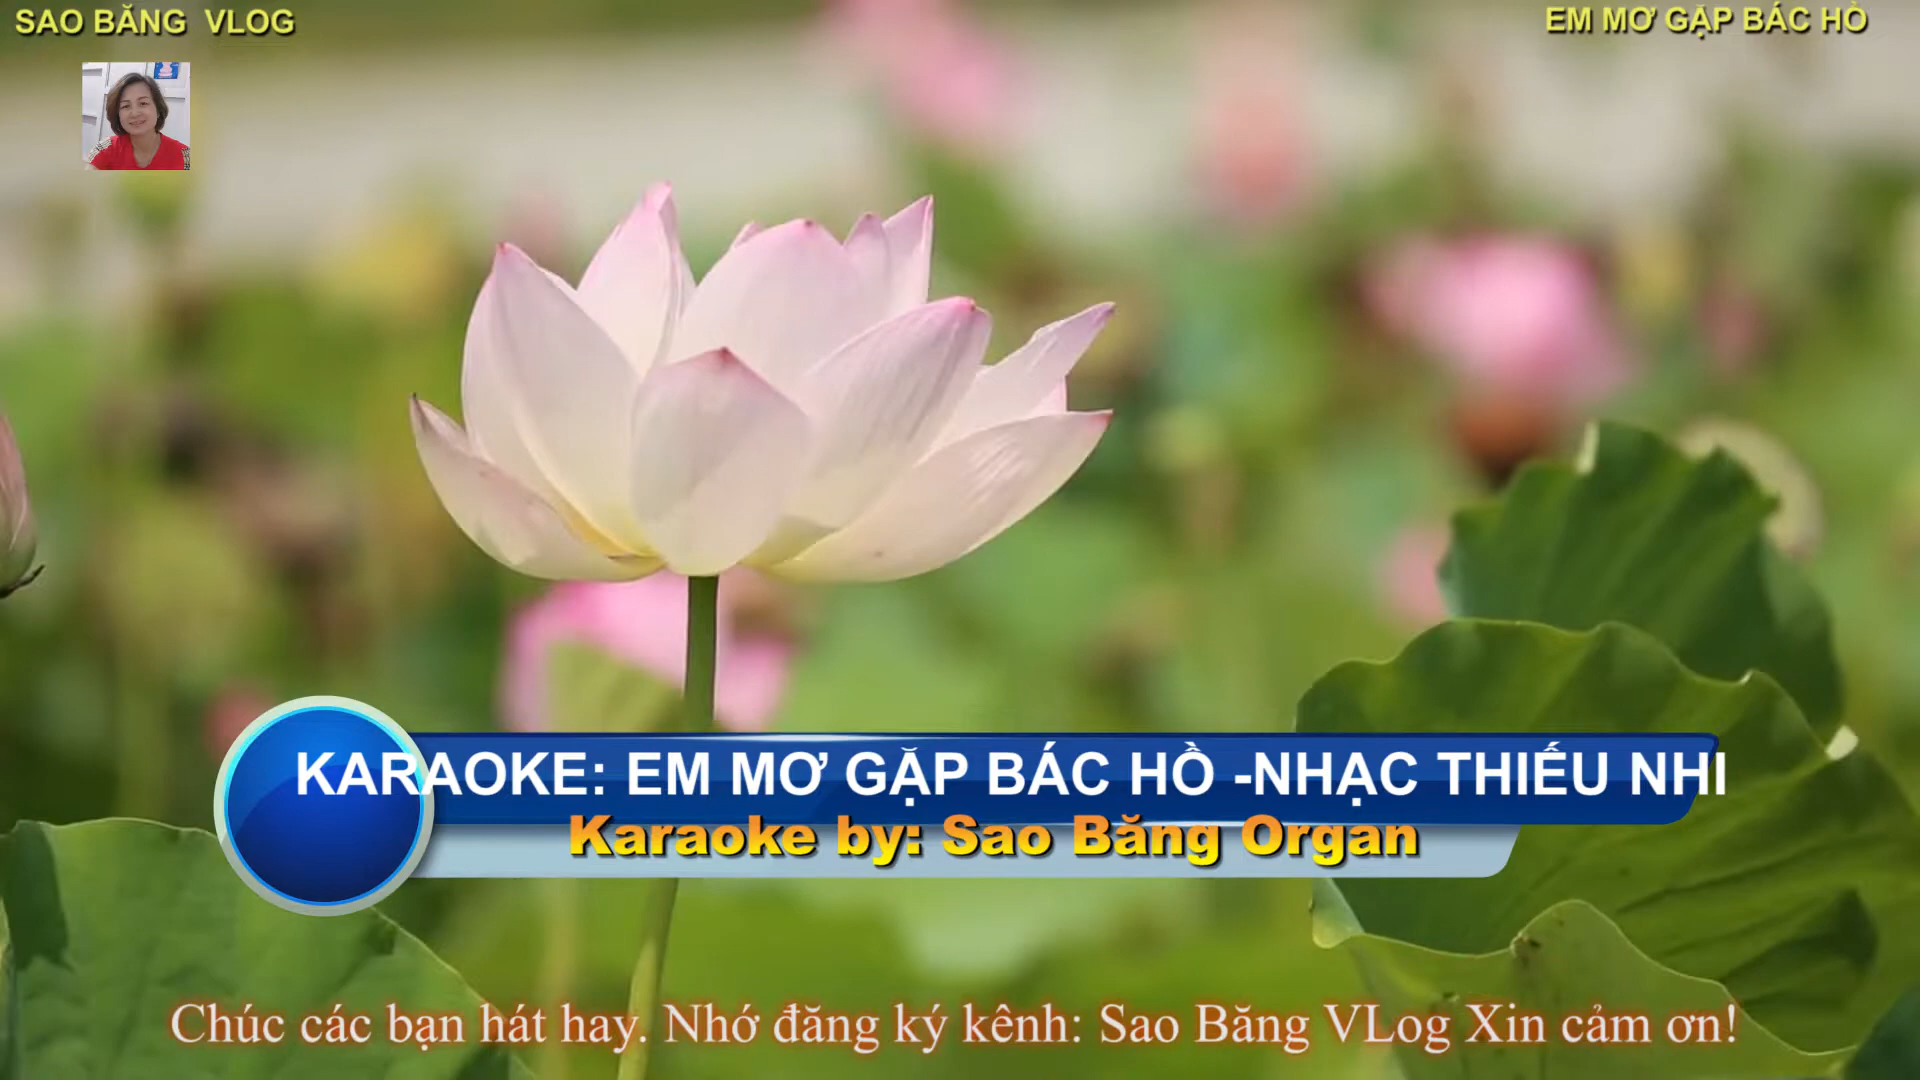 SAO BĂNG VLOG
EM MƠ GẶP BÁC HỒ
KARAOKE: EM MƠ GẶP BÁC HỒ -NHẠC THIẾU NHI
Karaoke by: Sao Băng Organ
Chúc các bạn hát hay. Nhớ đăng ký kênh: Sao Băng VLog Xin cảm ơn!